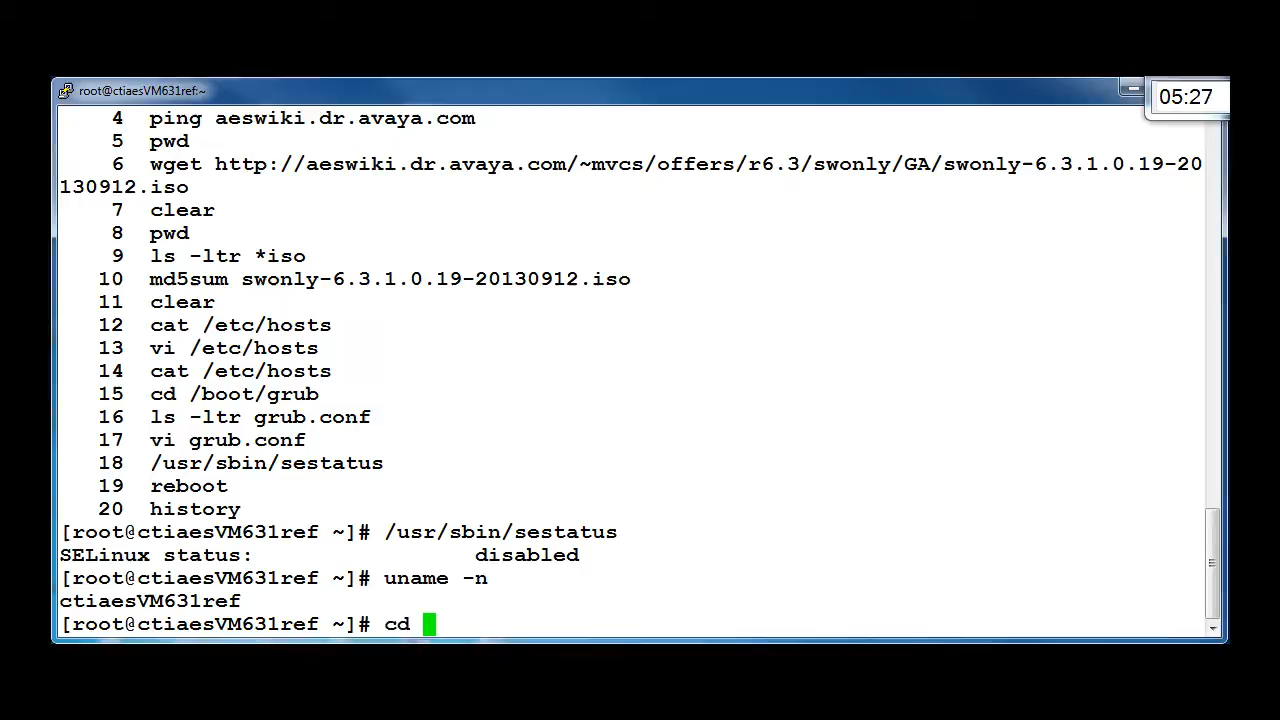 root@ctiaesVM631ref:~
05:27
4 ping aeswiki.dr.avaya.com
5 pwd
6 wget http://aeswiki.dr.avaya.com/~mvcs/offers/r6.3/swonly/GA/swonly-6.3.1.0.19-20
130912.iso
7 clear
8 pwd
9 ls -ltr *iso
10 md5sum swonly-6.3.1.0.19-20130912.iso
11 clear
12 cat /etc/hosts
13 vi /etc/hosts
14 cat /etc/hosts
15 cd /boot/grub
16 ls -ltr grub.conf
17 vi grub.conf
18 /usr/sbin/sestatus
19 reboot
20 history
[root@ctiaesVM631ref ~]# /usr/sbin/sestatus
SELinux status: disabled
[root@ctiaesVM631ref ~]# uname -n
ctiaesVM631ref
[root@ctiaesVM631ref ~]# cd